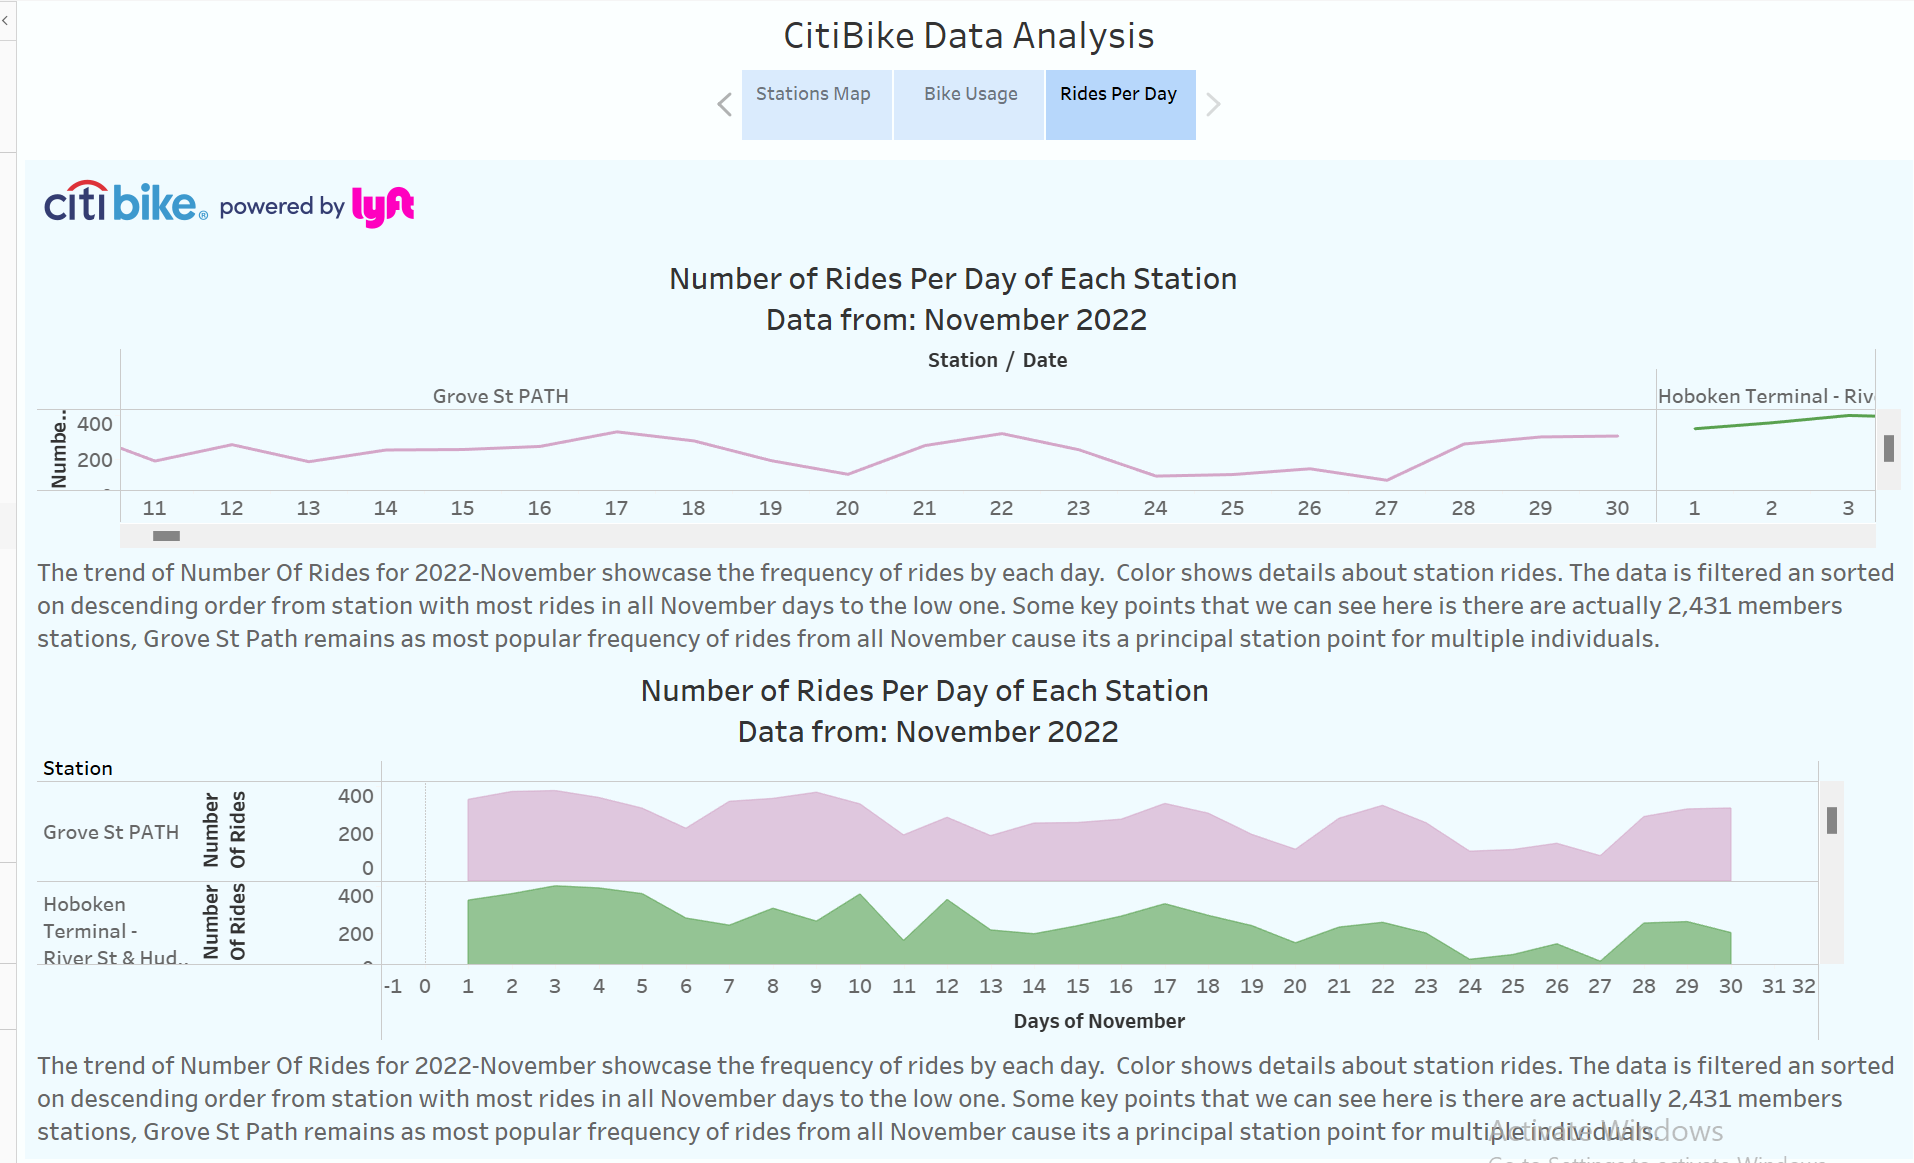 CitiBike Data Analysis
Stations Map
Bike Usage
Rides Per Day
citi bike® powered by lyft
Number of Rides Per Day of Each Station
Data from: November 2022
Station / Date
Grove St PATH
Hoboken Terminal - Riv
Numbe..
400
200
11 12 13 14 15 16 17 18 19 20 21 22 23 24 25 26 27 28 29 30 1 2 3
The trend of Number Of Rides for 2022-November showcase the frequency of rides by each day.  Color shows details about station rides. The data is filtered an sorted
on descending order from station with most rides in all November days to the low one. Some key points that we can see here is there are actually 2,431 members
stations, Grove St Path remains as most popular frequency of rides from all November cause its a principal station point for multiple individuals.
Number of Rides Per Day of Each Station
Data from: November 2022
Station
Grove St PATH
Number
Of Rides
400
200
0
Hoboken
Terminal -
River St & Hud..
Number
Of Rides
400
200
-1 0 1 2 3 4 5 6 7 8 9 10 11 12 13 14 15 16 17 18 19 20 21 22 23 24 25 26 27 28 29 30 31 32
Days of November
The trend of Number Of Rides for 2022-November showcase the frequency of rides by each day.  Color shows details about station rides. The data is filtered an sorted
on descending order from station with most rides in all November days to the low one. Some key points that we can see here is there are actually 2,431 members
stations, Grove St Path remains as most popular frequency of rides from all November cause its a principal station point for multiple individuals.
Activate Windows
Go to Settings to activate Windows.